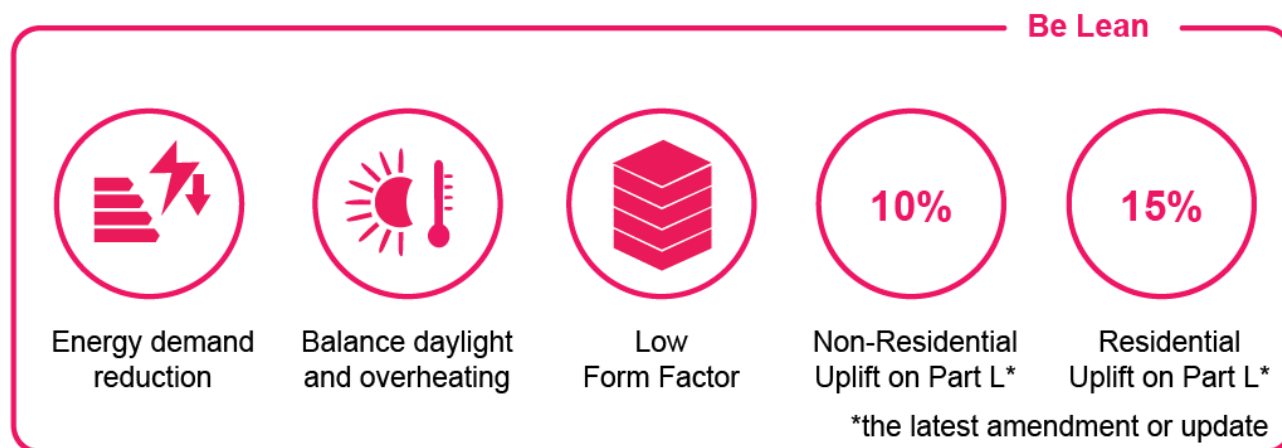 Be Lean
10%
15%
Energy demand
reduction
Balance daylight
and overheating
Low
Form Factor
Non-Residential
Uplift on Part L*
Residential
Uplift on Part L*
*the latest amendment or update